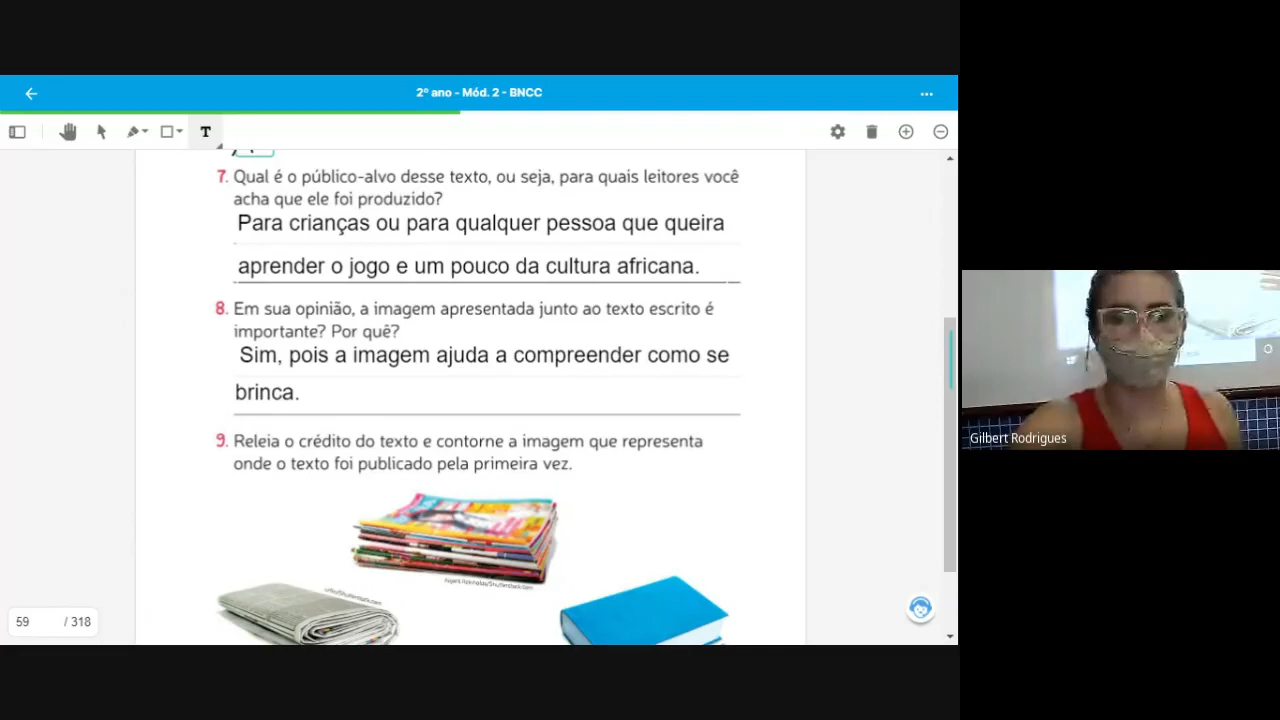 2º ano - Mód. 2 - BNCC
T
7. Qual é o público-alvo desse texto, ou seja, para quais leitores você
acha que ele foi produzido?
Para crianças ou para qualquer pessoa que queira
aprender o jogo e um pouco da cultura africana.
8. Em sua opinião, a imagem apresentada junto ao texto escrito é
importante? Por quê?
Sim, pois a imagem ajuda a compreender como se
brinca.
9. Releia o crédito do texto e contorne a imagem que representa
onde o texto foi publicado pela primeira vez.
59 / 318
Gilbert Rodrigues